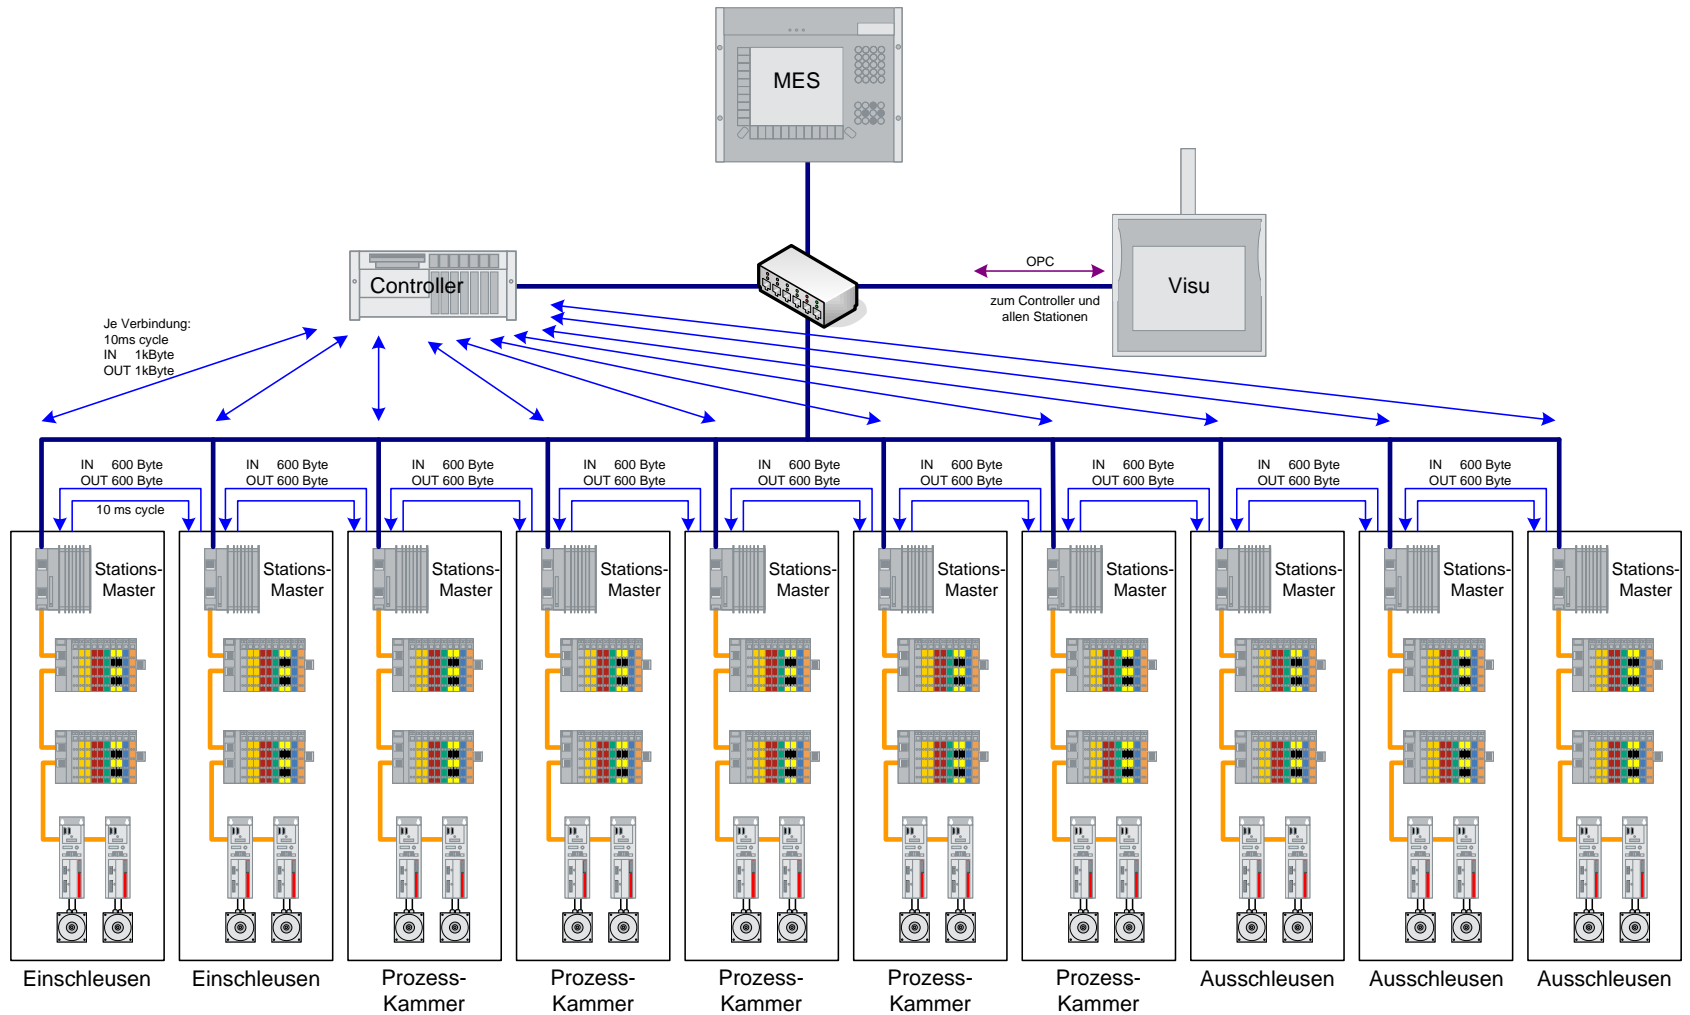 MES
OPC
Controller
Visu
zum Controller und
allen Stationen
Je Verbindung:
10ms cycle
IN 1kByte
OUT 1kByte
IN 600 Byte
OUT 600 Byte
10 ms cycle
IN 600 Byte
OUT 600 Byte
IN 600 Byte
OUT 600 Byte
IN 600 Byte
OUT 600 Byte
IN 600 Byte
OUT 600 Byte
IN 600 Byte
OUT 600 Byte
IN 600 Byte
OUT 600 Byte
IN 600 Byte
OUT 600 Byte
IN 600 Byte
OUT 600 Byte
Stations-
Master
Stations-
Master
Stations-
Master
Stations-
Master
Stations-
Master
Stations-
Master
Stations-
Master
Stations-
Master
Stations-
Master
Stations-
Master
Einschleusen
Einschleusen
Prozess-
Kammer
Prozess-
Kammer
Prozess-
Kammer
Prozess-
Kammer
Prozess-
Kammer
Ausschleusen
Ausschleusen
Ausschleusen